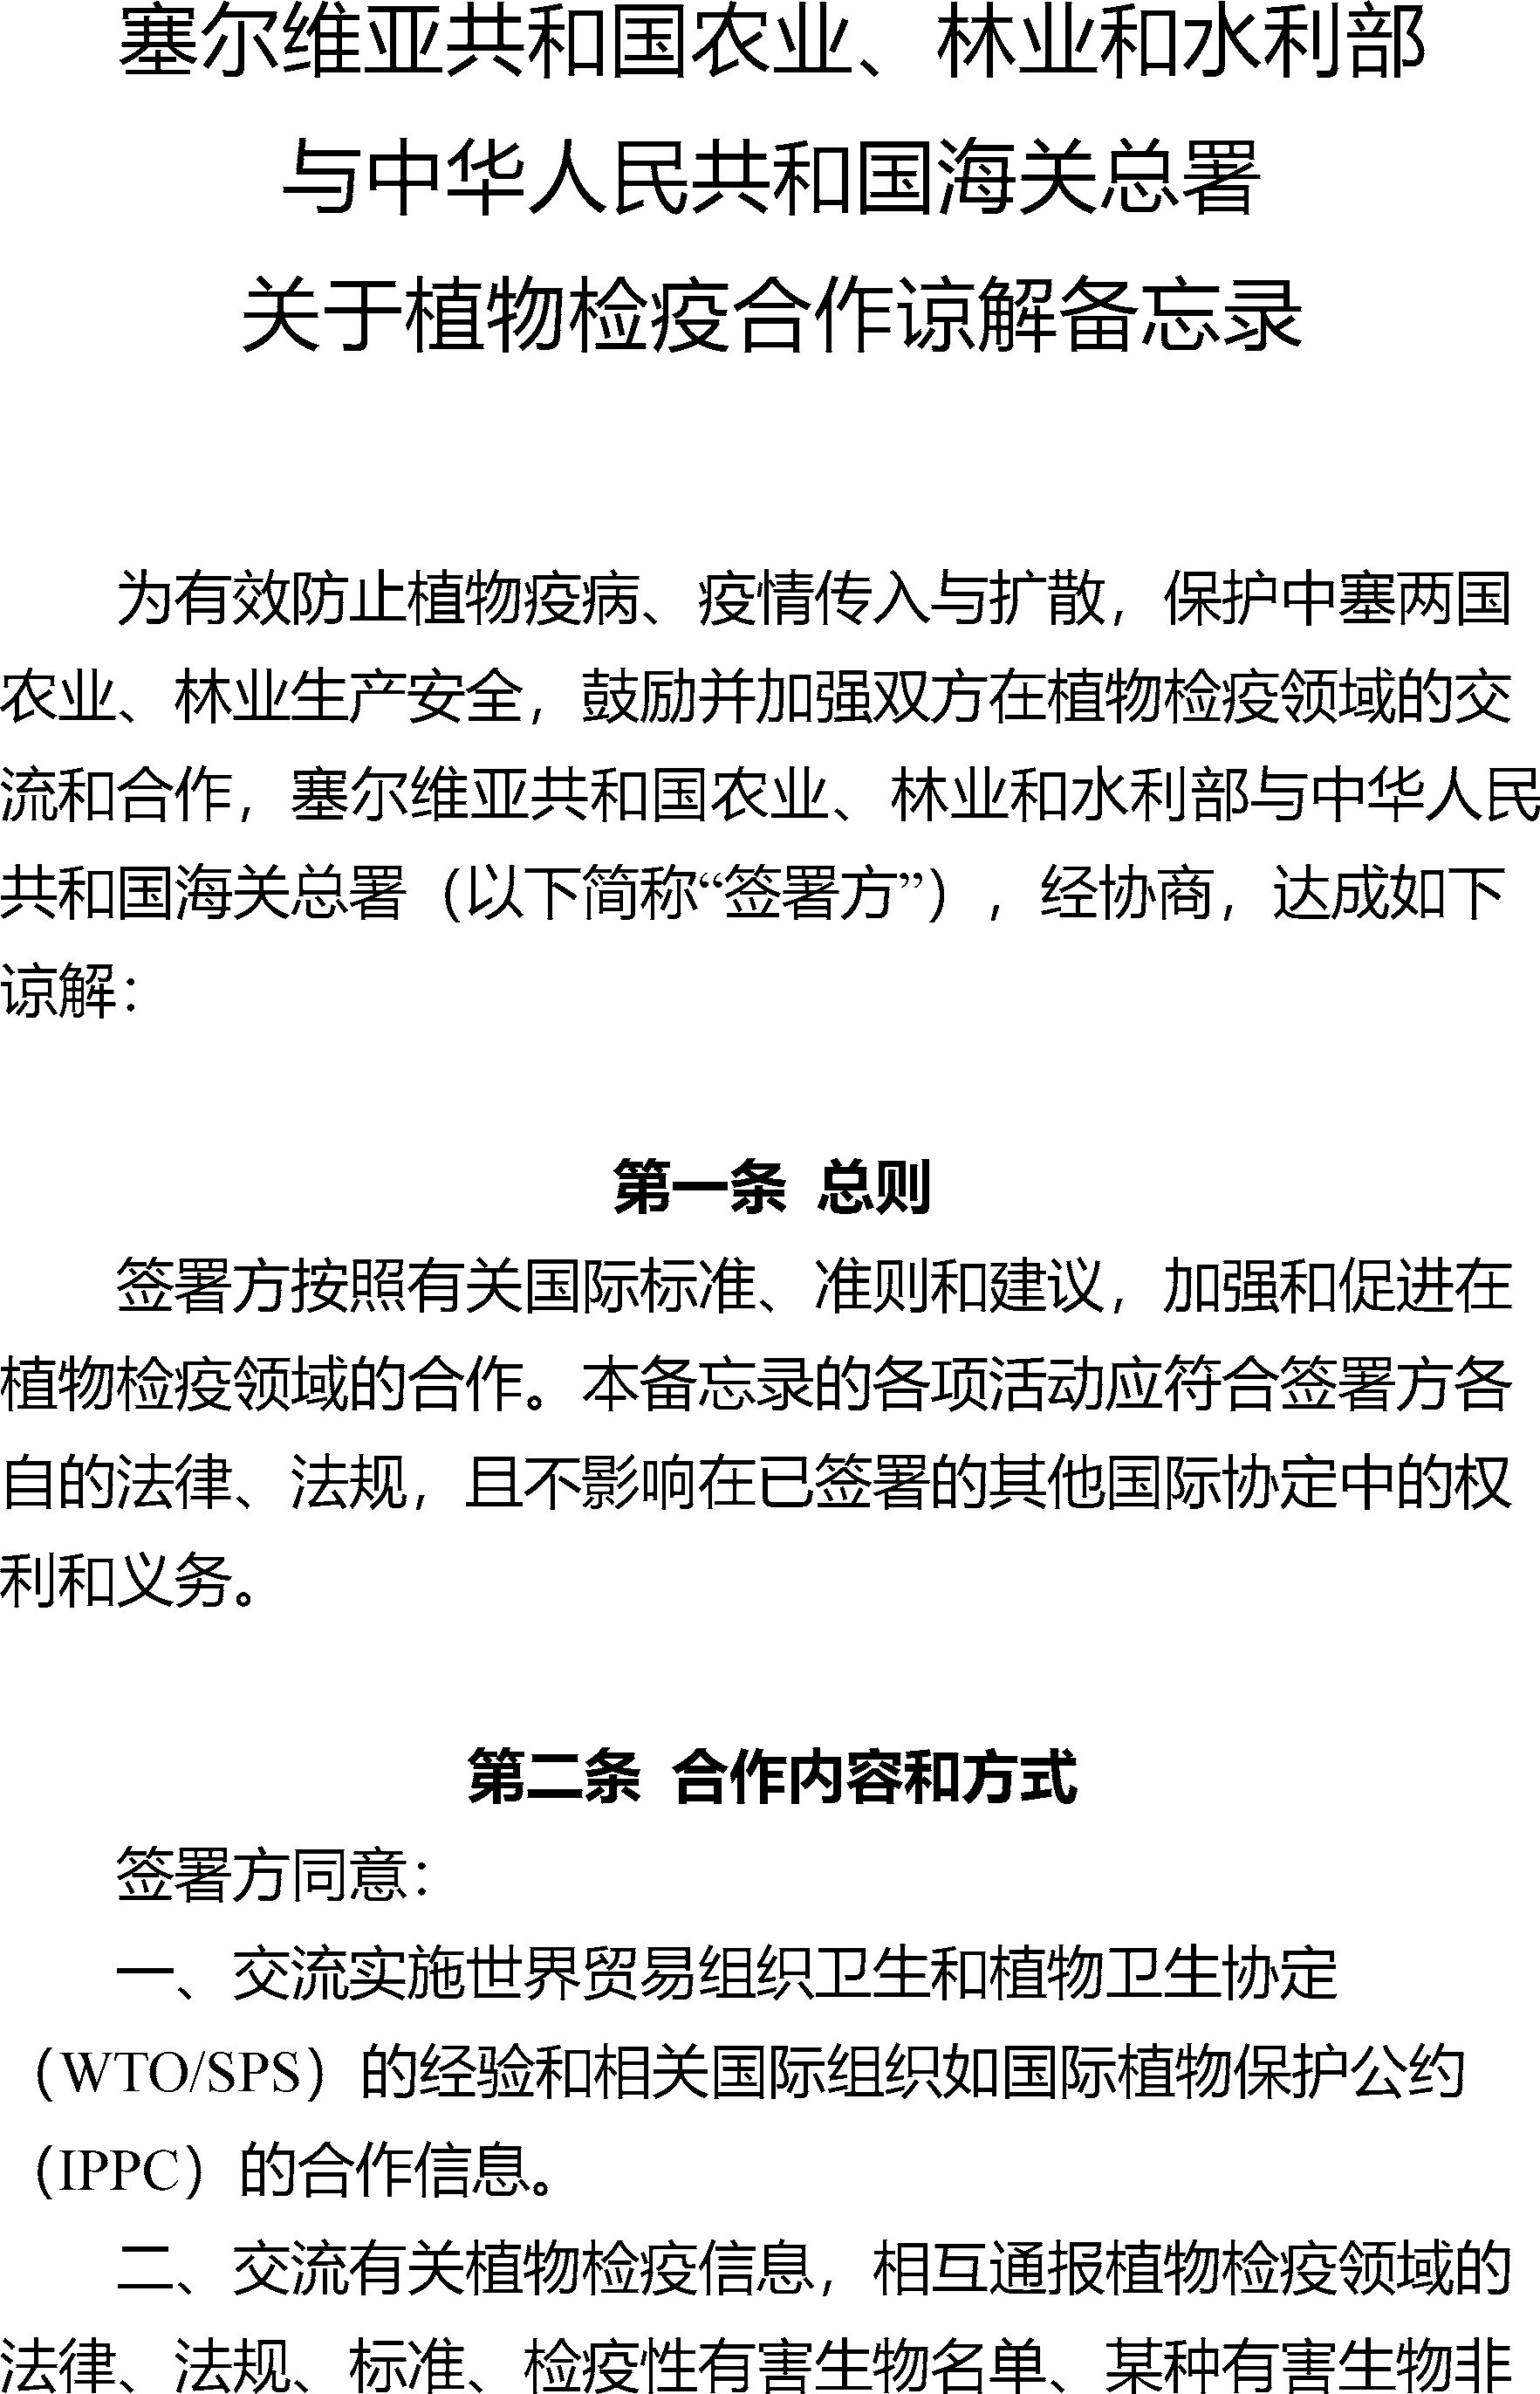 塞尔维亚共和国农业、林业和水利部
与中华人民共和国海关总署
关于植物检疫合作谅解备忘录
为有效防止植物疫病、疫情传入与扩散，保护中塞两国
农业、林业生产安全，鼓励并加强双方在植物检疫领域的交
流和合作，塞尔维亚共和国农业、林业和水利部与中华人民
共和国海关总署（以下简称“签署方”），经协商，达成如下
谅解：
第一条 总则
签署方按照有关国际标准、准则和建议，加强和促进在
植物检疫领域的合作。本备忘录的各项活动应符合签署方各
自的法律、法规，且不影响在已签署的其他国际协定中的权
利和义务。
第二条 合作内容和方式
签署方同意：
一、交流实施世界贸易组织卫生和植物卫生协定
（WTO/SPS）的经验和相关国际组织如国际植物保护公约
（IPPC）的合作信息。
二、交流有关植物检疫信息，相互通报植物检疫领域的
法律、法规、标准、检疫性有害生物名单、某种有害生物非